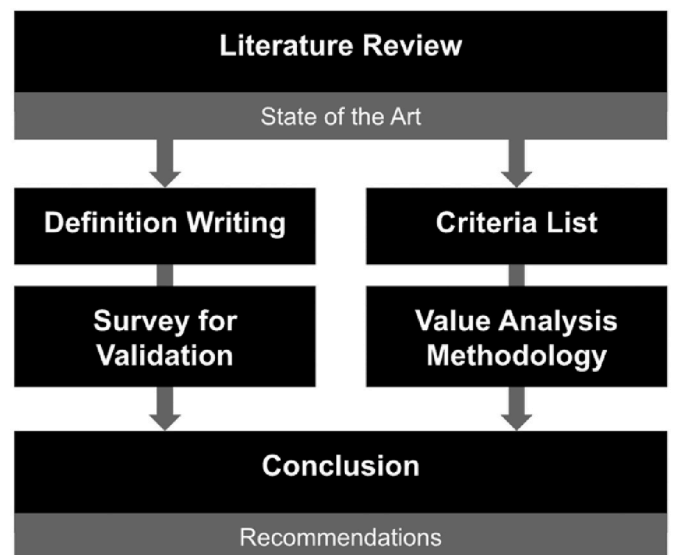 Literature Review
State of the Art
Definition Writing
Criteria List
Survey for
Validation
Value Analysis
Methodology
Conclusion
Recommendations